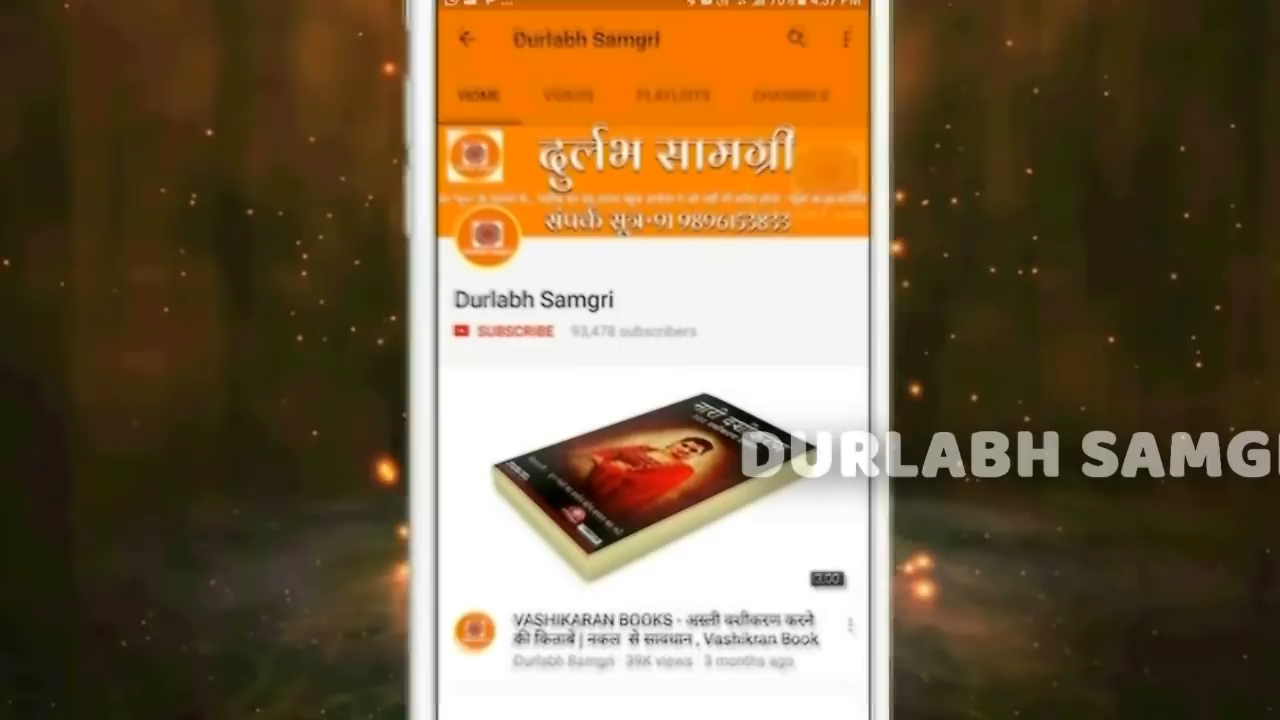 Durlabh Samgri
HOME VIDEOS PLAYLISTS CHANNELS
दुर्लभ सामग्री
संपर्क सूत्र-91 9896153833
Durlabh Samgri
SUBSCRIBE 93,478 subscribers
DURLABH SAMG
3:00
VASHIKARAN BOOKS - असली वशीकरण करने
की किताबें | नकल से सावधान , Vashikran Book
Durlabh Samgri 39K views 3 months ago